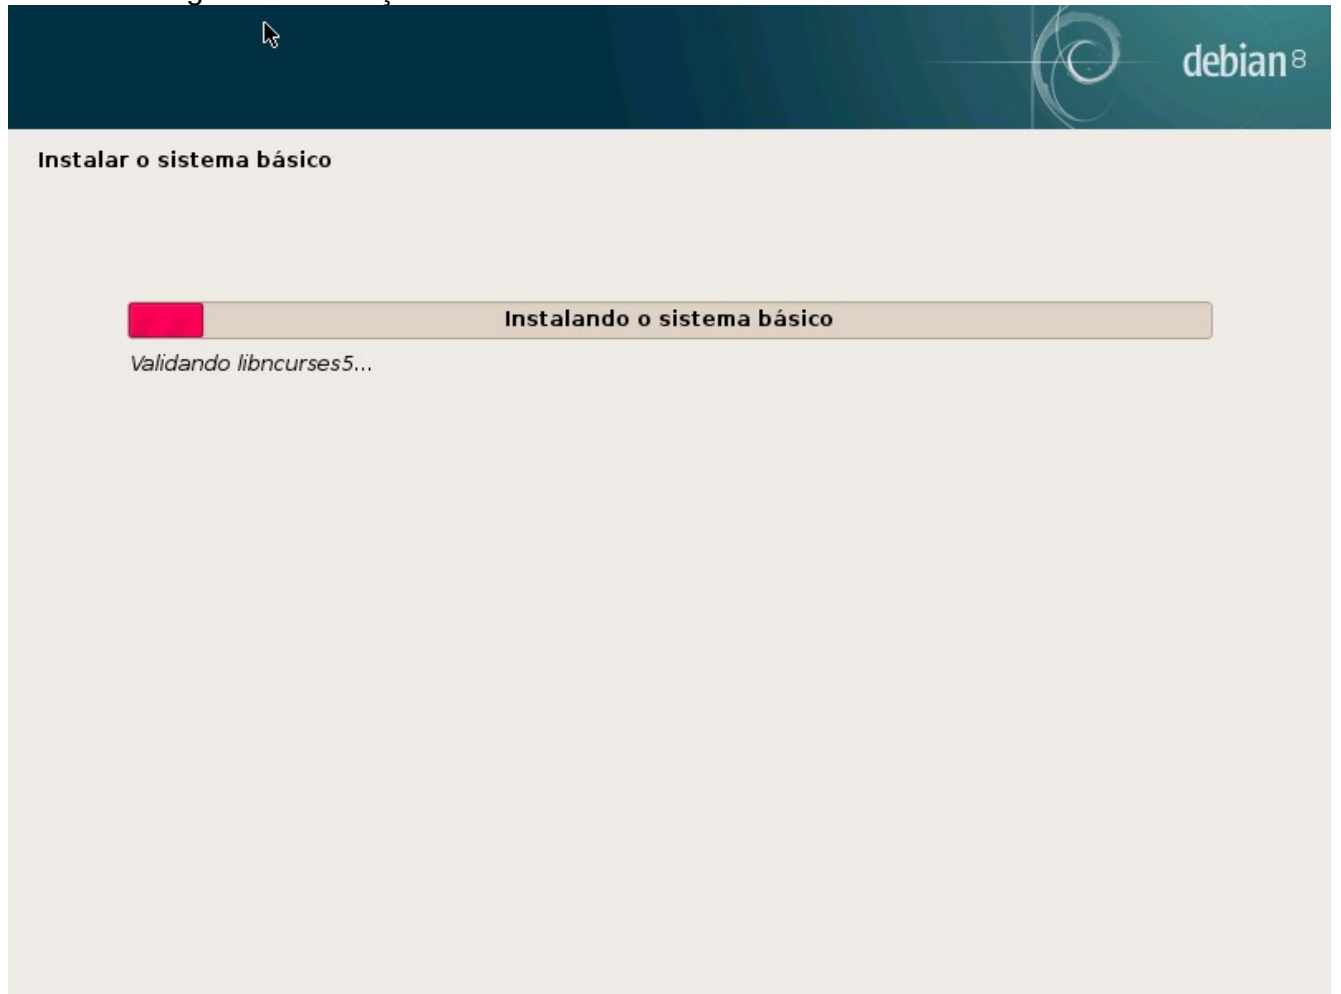 debian 8
Instalar o sistema básico
Instalando o sistema básico
Validando libncurses5...